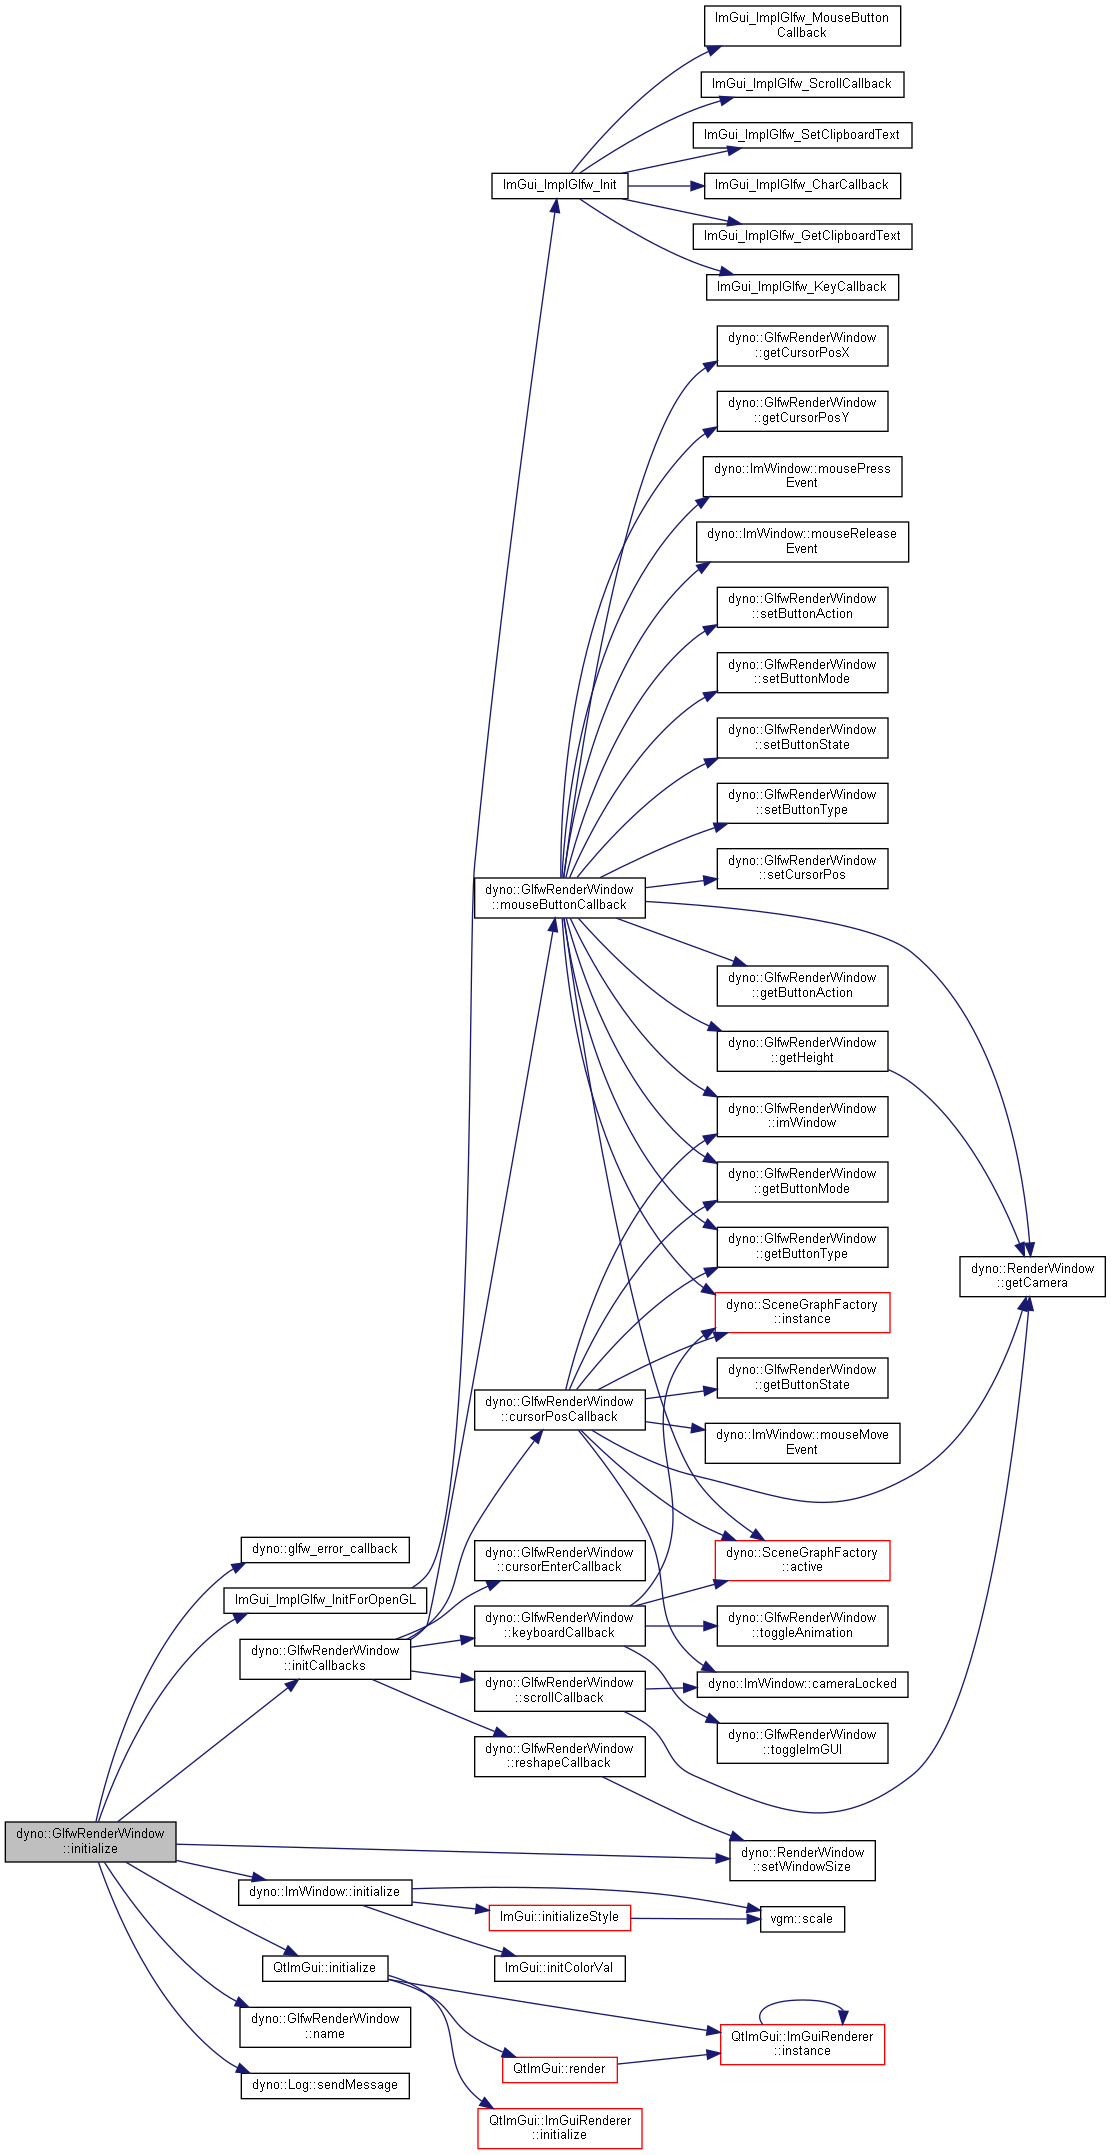 ImGui_ImplGlfw_MouseButton
Callback
ImGui_ImplGlfw_ScrollCallback
ImGui_ImplGlfw_SetClipboardText
ImGui_ImplGlfw_Init
ImGui_ImplGlfw_CharCallback
ImGui_ImplGlfw_GetClipboardText
ImGui_ImplGlfw_KeyCallback
dyno::GlfwRenderWindow
::getCursorPosX
dyno::GlfwRenderWindow
::getCursorPosY
dyno::ImWindow::mousePress
Event
dyno::ImWindow::mouseRelease
Event
dyno::GlfwRenderWindow
::setButtonAction
dyno::GlfwRenderWindow
::setButtonMode
dyno::GlfwRenderWindow
::setButtonState
dyno::GlfwRenderWindow
::setButtonType
dyno::GlfwRenderWindow
::setCursorPos
dyno::GlfwRenderWindow
::mouseButtonCallback
dyno::GlfwRenderWindow
::getButtonAction
dyno::GlfwRenderWindow
::getHeight
dyno::GlfwRenderWindow
::imWindow
dyno::GlfwRenderWindow
::getButtonMode
dyno::GlfwRenderWindow
::getButtonType
dyno::RenderWindow
::getCamera
dyno::SceneGraphFactory
::instance
dyno::GlfwRenderWindow
::getButtonState
dyno::GlfwRenderWindow
::cursorPosCallback
dyno::ImWindow::mouseMove
Event
dyno::glfw_error_callback
dyno::GlfwRenderWindow
::cursorEnterCallback
dyno::SceneGraphFactory
::active
ImGui_ImplGlfw_InitForOpenGL
dyno::GlfwRenderWindow
::keyboardCallback
dyno::GlfwRenderWindow
::toggleAnimation
dyno::GlfwRenderWindow
::initCallbacks
dyno::GlfwRenderWindow
::scrollCallback
dyno::ImWindow::cameraLocked
dyno::GlfwRenderWindow
::reshapeCallback
dyno::GlfwRenderWindow
::toggleImGUI
dyno::GlfwRenderWindow
::initialize
dyno::RenderWindow
::setWindowSize
dyno::ImWindow::initialize
ImGui::initializeStyle
vgm::scale
QtImGui::initialize
ImGui::initColorVal
dyno::GlfwRenderWindow
::name
QtImGui::ImGuiRenderer
::instance
QtImGui::render
dyno::Log::sendMessage
QtImGui::ImGuiRenderer
::initialize